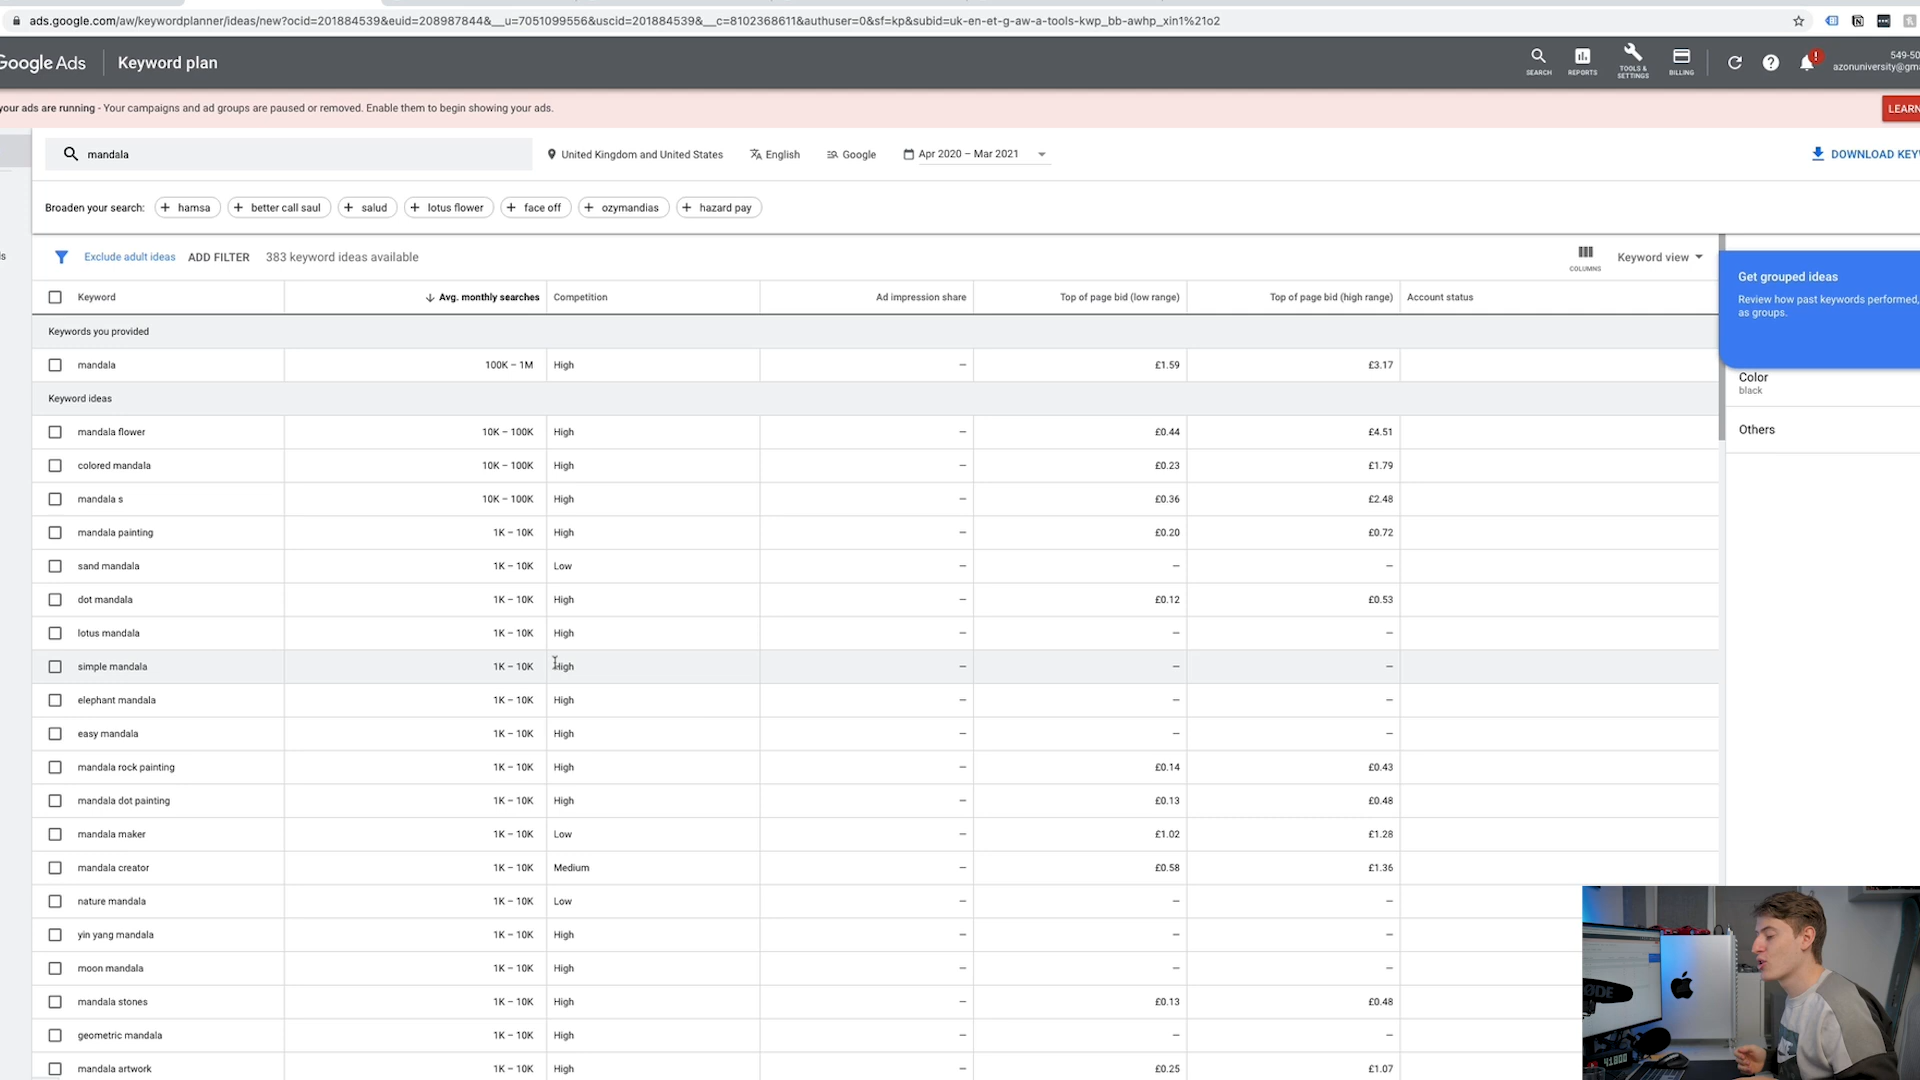 ads.google.com/aw/keywordplanner/ideas/new?ocid=201884539&euid=208987844&__u=7051099556&uscid=201884539&__c=8102368611&authuser=0&sf=kp&subid=uk-en-et-g-aw-a-tools-kwp_bb-awhp_xin1%21o2
Google Ads Keyword plan
SEARCH REPORTS TOOLS & SETTINGS BILLING
549-50
azonuniversity@gm
your ads are running - Your campaigns and ad groups are paused or removed. Enable them to begin showing your ads.
LEARN
mandala United Kingdom and United States English Google Apr 2020 – Mar 2021 DOWNLOAD KEY
Broaden your search: + hamsa + better call saul + salud + lotus flower + face off + ozymandias + hazard pay
Exclude adult ideas ADD FILTER 383 keyword ideas available COLUMNS Keyword view
Keyword Avg. monthly searches Competition Ad impression share Top of page bid (low range) Top of page bid (high range) Account status
Keywords you provided
mandala 100K – 1M High – £1.59 £3.17
Keyword ideas
mandala flower 10K – 100K High – £0.44 £4.51
colored mandala 10K – 100K High – £0.23 £1.79
mandala s 10K – 100K High – £0.36 £2.48
mandala painting 1K – 10K High – £0.20 £0.72
sand mandala 1K – 10K Low – – –
dot mandala 1K – 10K High – £0.12 £0.53
lotus mandala 1K – 10K High – – –
simple mandala 1K – 10K High – – –
elephant mandala 1K – 10K High – – –
easy mandala 1K – 10K High – – –
mandala rock painting 1K – 10K High – £0.14 £0.43
mandala dot painting 1K – 10K High – £0.13 £0.48
mandala maker 1K – 10K Low – £1.02 £1.28
mandala creator 1K – 10K Medium – £0.58 £1.36
nature mandala 1K – 10K Low – – –
yin yang mandala 1K – 10K High – – –
moon mandala 1K – 10K High – – –
mandala stones 1K – 10K High – £0.13 £0.48
geometric mandala 1K – 10K High – – –
mandala artwork 1K – 10K High – £0.25 £1.07
Get grouped ideas
Review how past keywords performed,
as groups.
Color
black
Others
s
RØDE